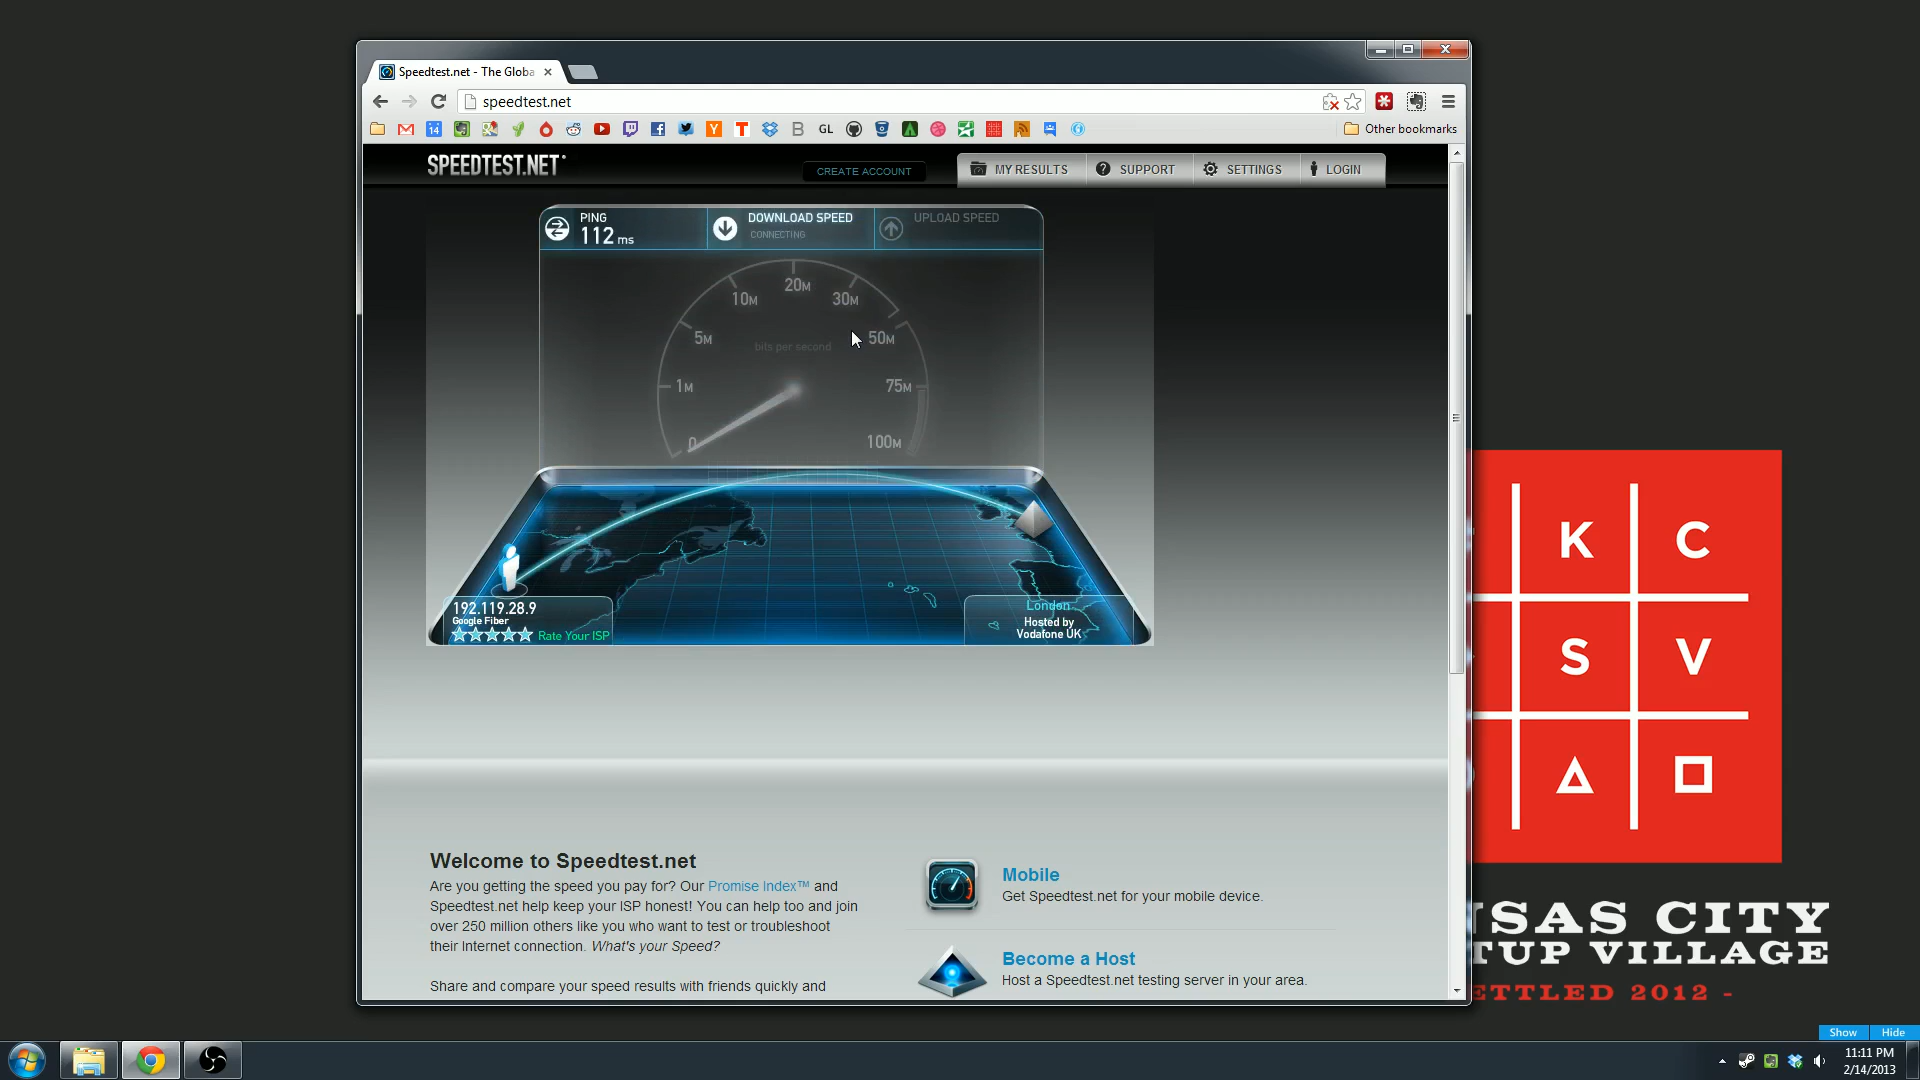 Speedtest.net - The Globa
speedtest.net
14
Y
T
B
GL
Other bookmarks
SPEEDTEST.NET
CREATE ACCOUNT
MY RESULTS
SUPPORT
SETTINGS
LOGIN
PING
112 ms
DOWNLOAD SPEED
CONNECTING
UPLOAD SPEED
0
1M
5M
10M
20M
30M
50M
75M
100M
bits per second
192.119.28.9
Google Fiber
Rate Your ISP
London
Hosted by
Vodafone UK
Welcome to Speedtest.net
Are you getting the speed you pay for? Our Promise Index™ and
Speedtest.net help keep your ISP honest! You can help too and join
over 250 million others like you who want to test or troubleshoot
their Internet connection. What's your Speed?
Share and compare your speed results with friends quickly and
Mobile
Get Speedtest.net for your mobile device.
Become a Host
Host a Speedtest.net testing server in your area.
K C
S V
NSAS CITY
TUP VILLAGE
ETTLED 2012 -
Show
Hide
11:11 PM
2/14/2013